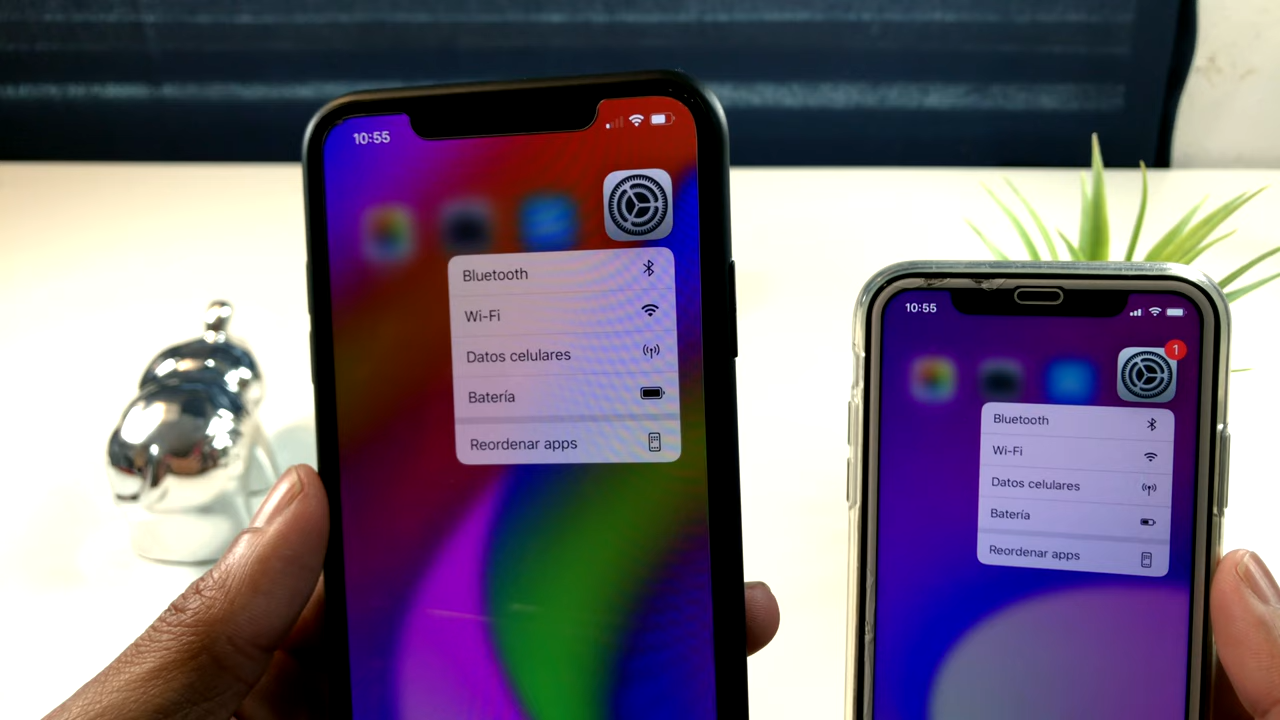 10:55
Bluetooth
Wi-Fi
Datos celulares
Batería
Reordenar apps
10:55
1
Bluetooth
Wi-Fi
Datos celulares
Batería
Reordenar apps